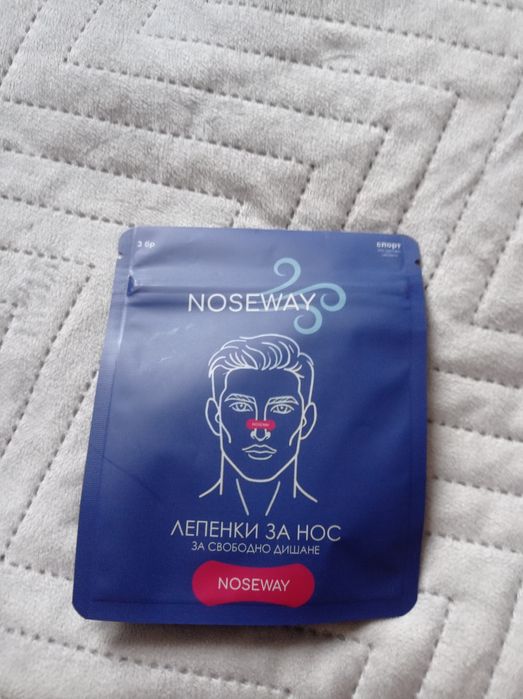 3 бр
спорт
NOSEWAY
NOSEWAY
ЛЕПЕНКИ ЗА НОС
ЗА СВОБОДНО ДИШАНЕ
NOSEWAY